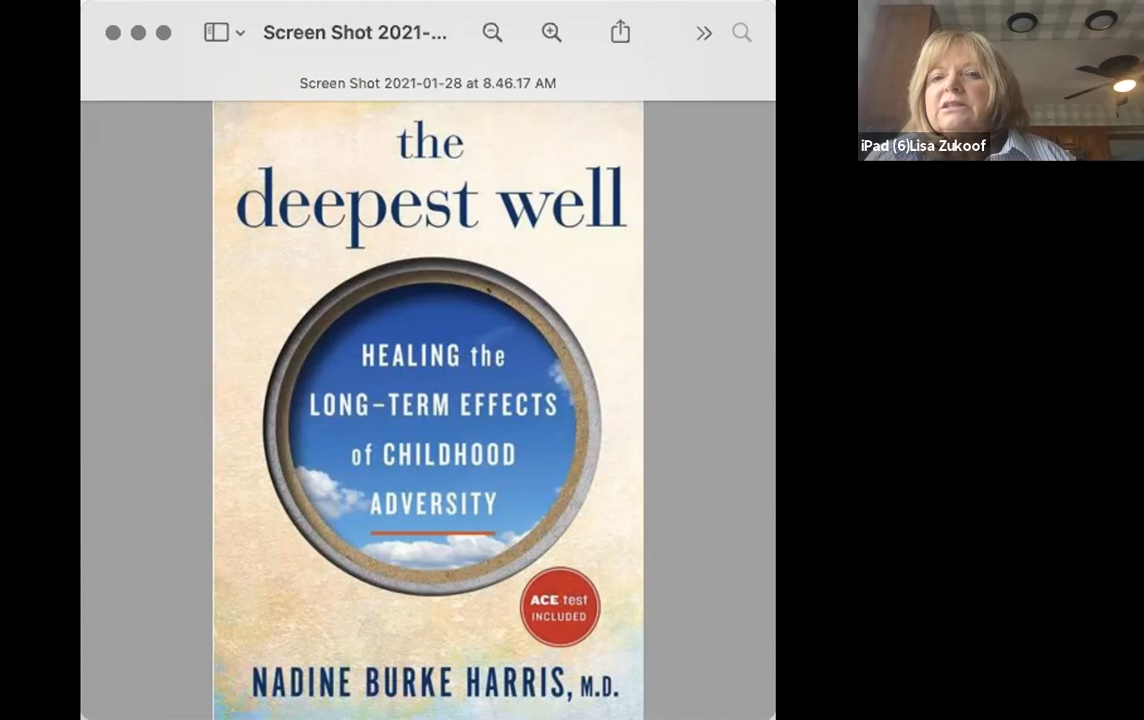 Screen Shot 2021-...
Screen Shot 2021-01-28 at 8.46.17 AM
the
deepest well
HEALING the
LONG-TERM EFFECTS
of CHILDHOOD
ADVERSITY
ACE test
INCLUDED
NADINE BURKE HARRIS, M.D.
iPad (6)Lisa Zukoof